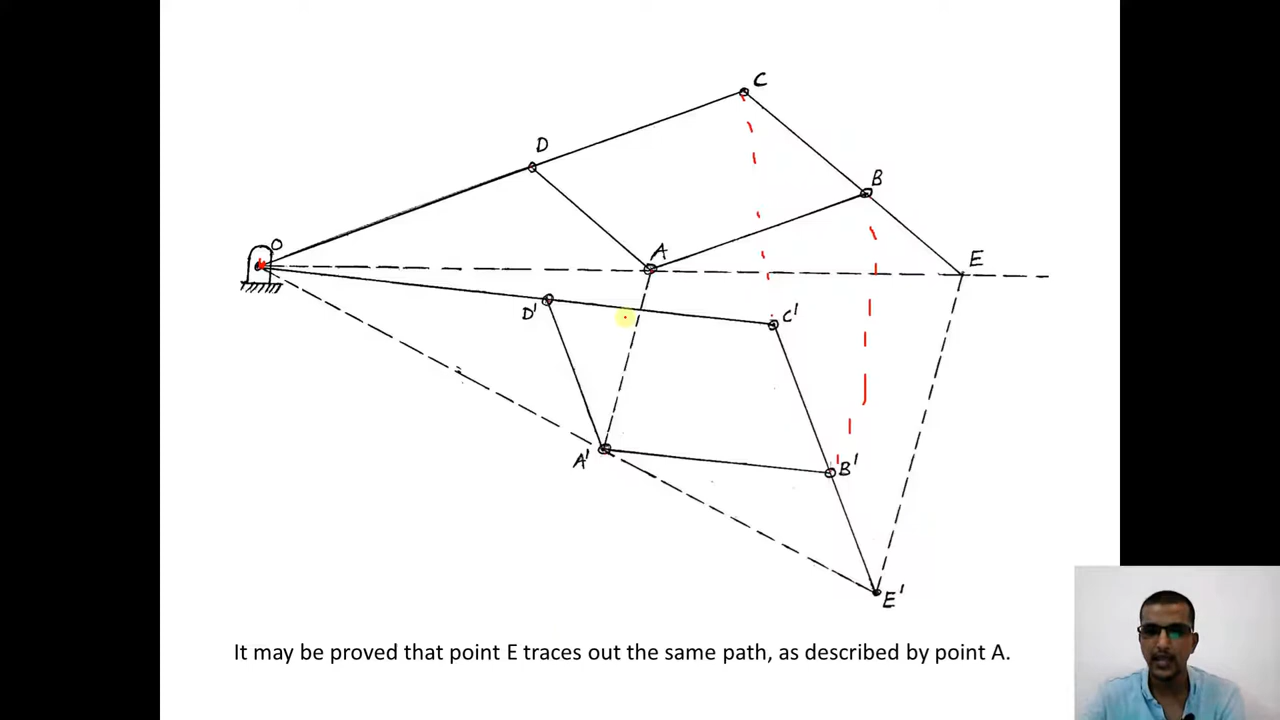 C
D
B
O
A
E
D'
C'
A'
B'
E'
It may be proved that point E traces out the same path, as described by point A.